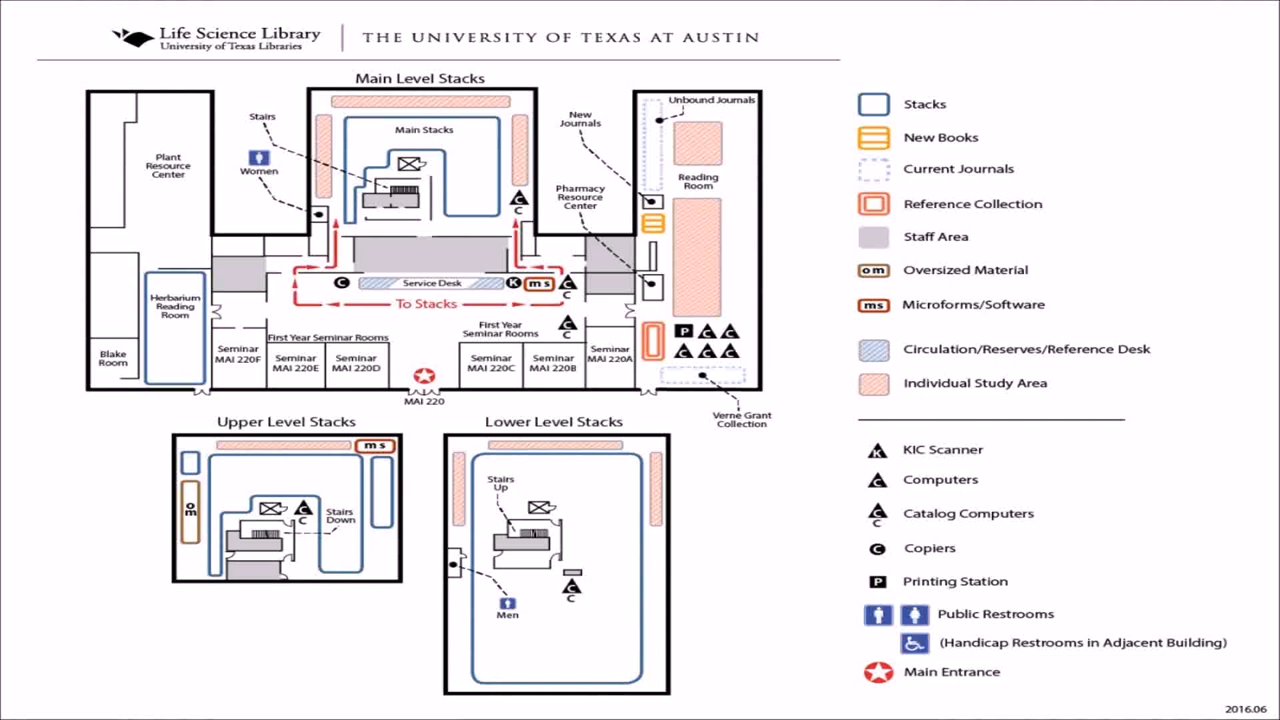 Life Science Library
University of Texas Libraries
THE UNIVERSITY OF TEXAS AT AUSTIN
Main Level Stacks
Stairs
Women
Plant
Resource
Center
Main Stacks
New
Journals
Pharmacy
Resource
Center
Unbound Journals
Reading
Room
C
C
Herbarium
Reading
Room
C
Service Desk
K
m s
C
C
To Stacks
First Year Seminar Rooms
First Year
Seminar Rooms
C
C
P
C
C
C
C
C
Blake
Room
Seminar
MAI 220F
Seminar
MAI 220E
Seminar
MAI 220D
Seminar
MAI 220C
Seminar
MAI 220B
Seminar
MAI 220A
MAI 220
Verne Grant
Collection
Upper Level Stacks
m s
o m
C
C
Stairs
Down
Lower Level Stacks
Stairs
Up
C
C
Men
Stacks
New Books
Current Journals
Reference Collection
Staff Area
o m
Oversized Material
ms
Microforms/Software
Circulation/Reserves/Reference Desk
Individual Study Area
K
KIC Scanner
C
Computers
C
C
Catalog Computers
C
Copiers
P
Printing Station
Public Restrooms
(Handicap Restrooms in Adjacent Building)
Main Entrance
2016.06